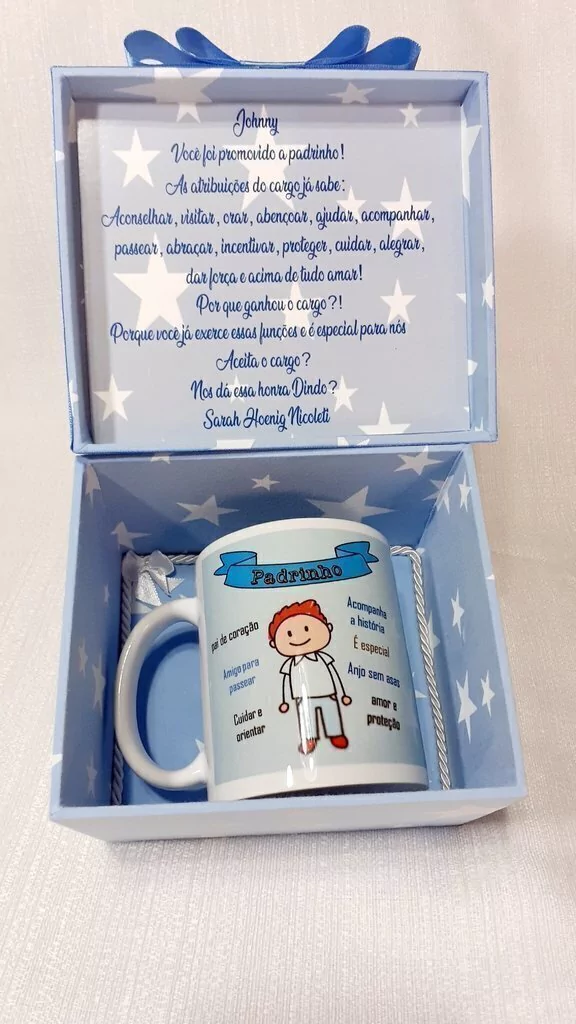 Johnny
Você foi promovido a padrinho!
As atribuições do cargo já sabe:
Aconselhar, visitar, orar, abençoar, ajudar, acompanhar,
passear, abraçar, incentivar, proteger, cuidar, alegrar,
dar força e acima de tudo amar!
Por que ganhou o cargo?!
Porque você já exerce essas funções e é especial para nós
Aceita o cargo?
Nos dá essa honra Dindo?
Sarah Hoenig Nicoleti
Padrinho
pai de coração
Amigo para
passear
Cuidar e
orientar
Acompanha
a história
É especial
Anjo sem asas
amor e
proteção